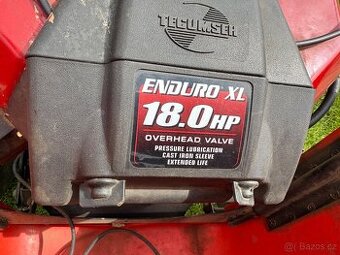 TECUMSEH
ENDURO XL
18.0HP
OVERHEAD VALVE
PRESSURE LUBRICATION
CAST IRON SLEEVE
EXTENDED LIFE
Bazos.cz